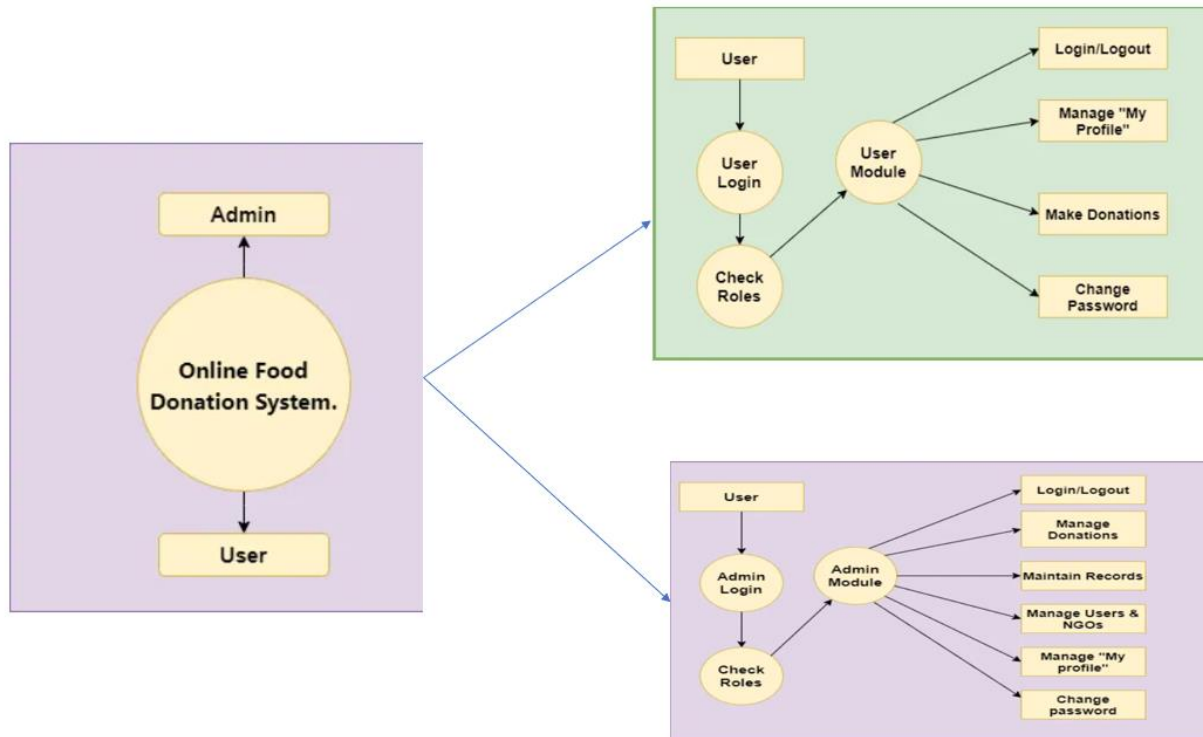 Admin
Online Food
Donation System.
User
User
User
Login
Check
Roles
User
Module
Login/Logout
Manage "My
Profile"
Make Donations
Change
Password
User
Admin
Login
Check
Roles
Admin
Module
Login/Logout
Manage
Donations
Maintain Records
Manage Users &
NGOs
Manage "My
profile"
Change
password